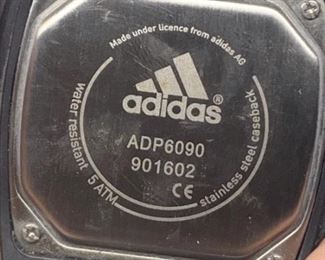 Made under licence from adidas AG
adidas®
ADP6090
901602
CE
water resistant 5 ATM
stainless steel caseback